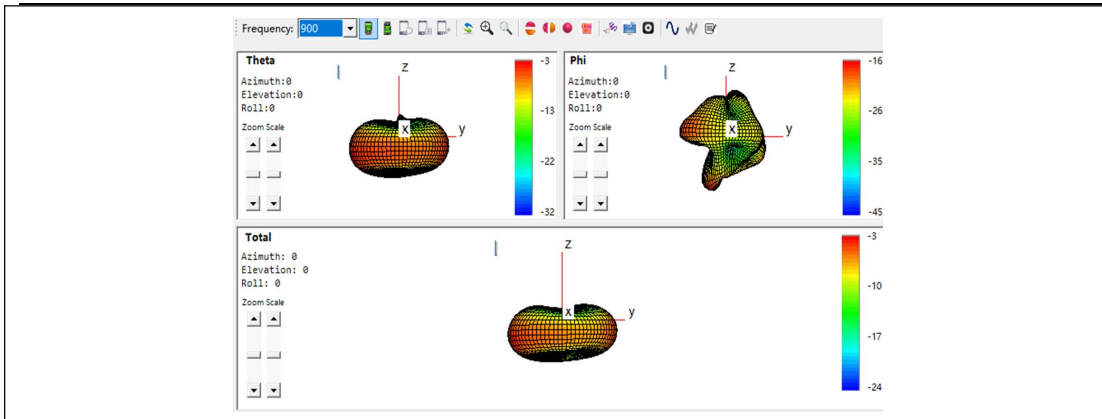 Frequency: 900
Theta
Azimuth:0
Elevation:0
Roll:0
Zoom Scale
z
x
y
-3
-13
-22
-32
Phi
Azimuth:0
Elevation:0
Roll:0
Zoom Scale
z
x
y
-16
-26
-35
-45
Total
Azimuth: 0
Elevation: 0
Roll: 0
Zoom Scale
z
x
y
-3
-10
-17
-24